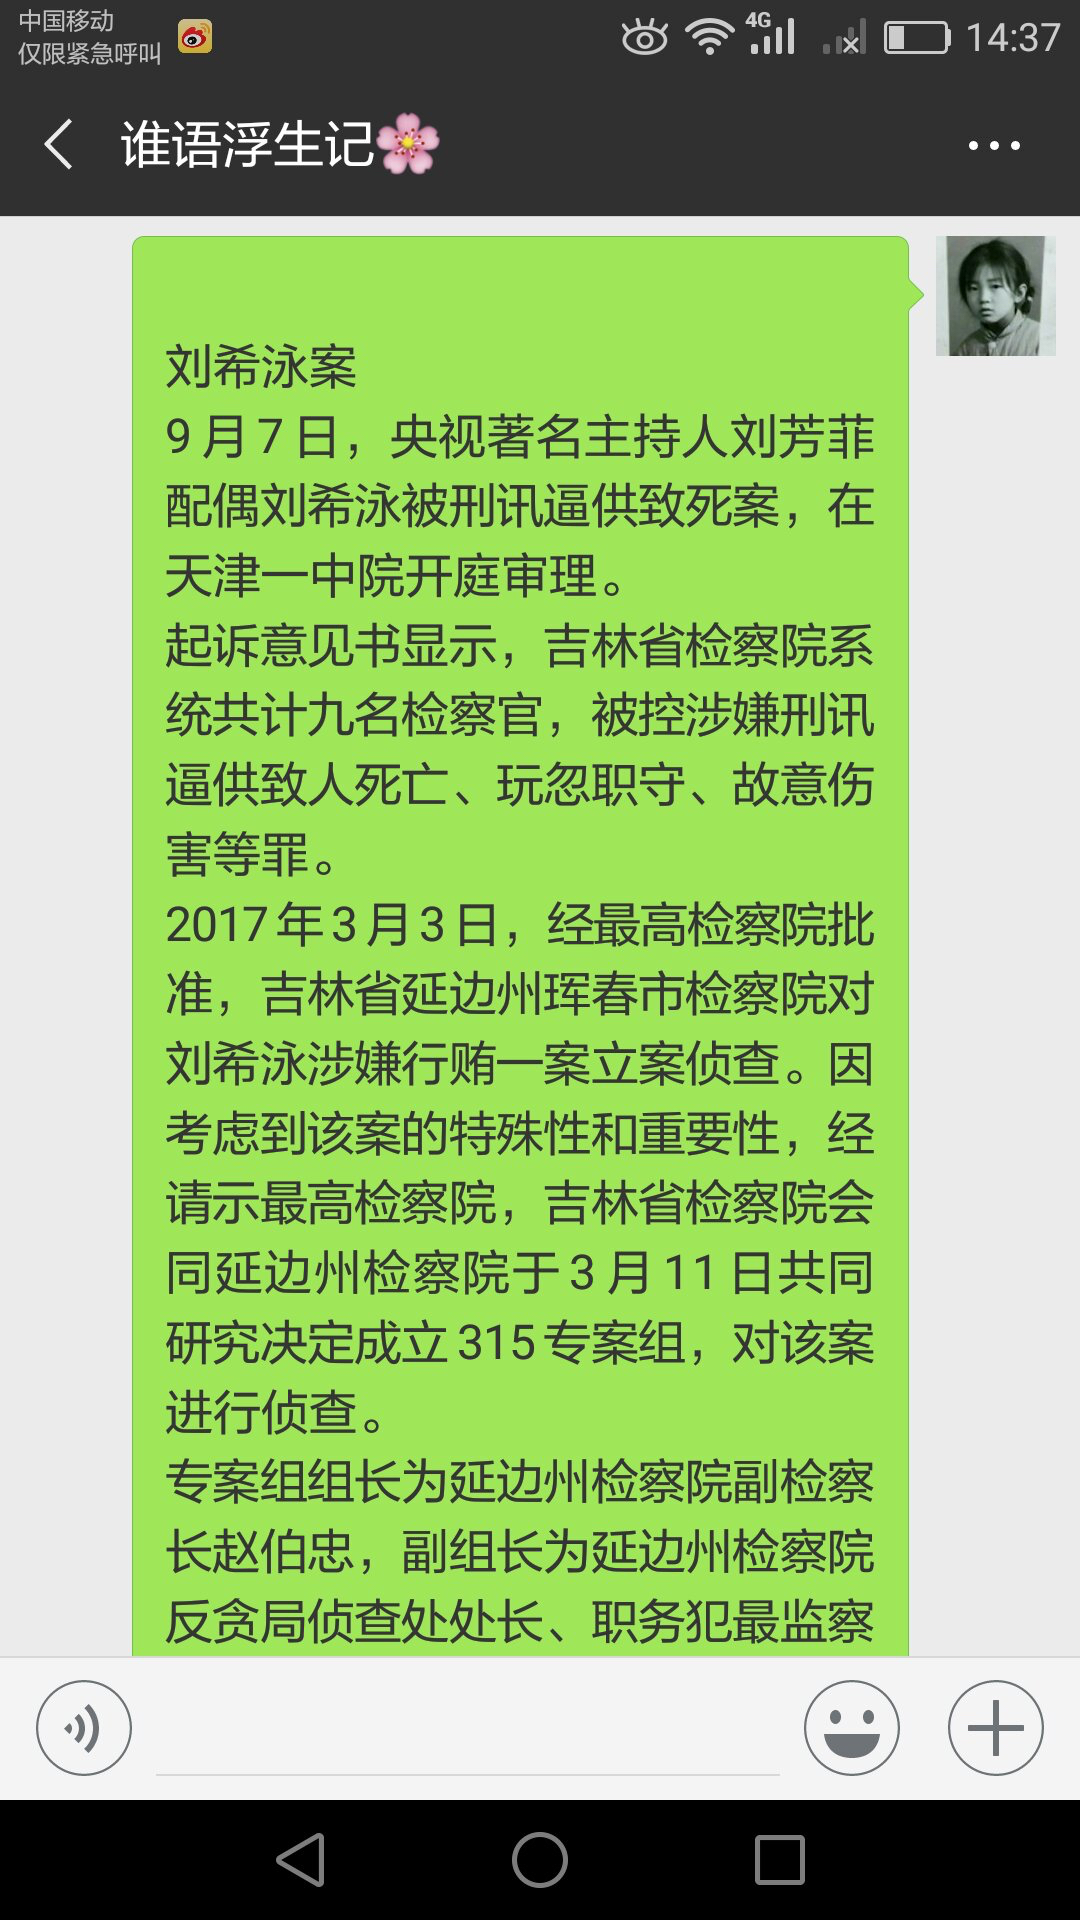 中国移动
仅限紧急呼叫
4G
14:37
谁语浮生记
刘希泳案
9月7日，央视著名主持人刘芳菲
配偶刘希泳被刑讯逼供致死案，在
天津一中院开庭审理。
起诉意见书显示，吉林省检察院系
统共计九名检察官，被控涉嫌刑讯
逼供致人死亡、玩忽职守、故意伤
害等罪。
2017年3月3日，经最高检察院批
准，吉林省延边州珲春市检察院对
刘希泳涉嫌行贿一案立案侦查。因
考虑到该案的特殊性和重要性，经
请示最高检察院，吉林省检察院会
同延边州检察院于3月11日共同
研究决定成立315专案组，对该案
进行侦查。
专案组组长为延边州检察院副检察
长赵伯忠，副组长为延边州检察院
反贪局侦查处处长、职务犯最监察